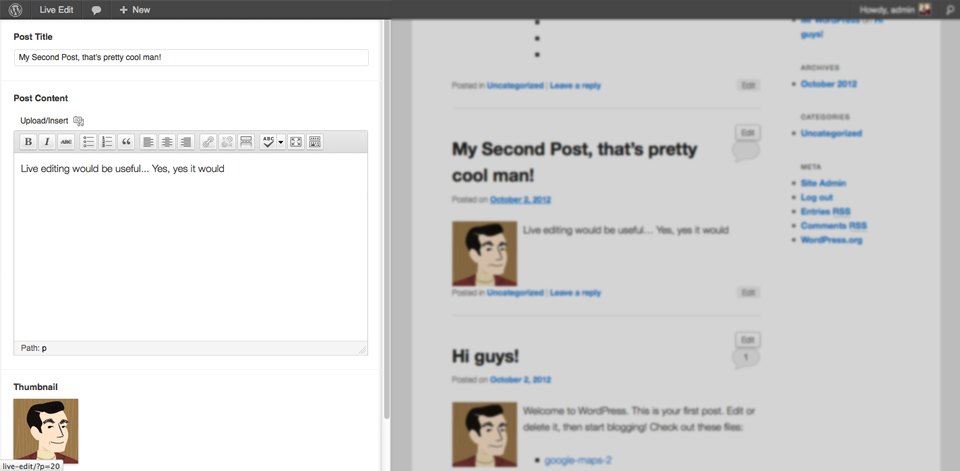 Live Edit
New
Howdy, admin
Post Title
My Second Post, that's pretty cool man!
Post Content
Upload/Insert
B I ABC ABC
Live editing would be useful... Yes, yes it would
Path: p
Thumbnail
live-edit/?p=20
Posted in Uncategorized | Leave a reply
Edit
Edit
My Second Post, that's pretty
cool man!
Posted on October 2, 2012
Live editing would be useful… Yes, yes it would
Posted in Uncategorized | Leave a reply
Edit
Edit
Hi guys!
1
Posted on October 2, 2012
Welcome to WordPress. This is your first post. Edit or
delete it, then start blogging! Check out these files:
google-maps-2
Mr WordPress on Hi
guys!
ARCHIVES
October 2012
CATEGORIES
Uncategorized
META
Site Admin
Log out
Entries RSS
Comments RSS
WordPress.org